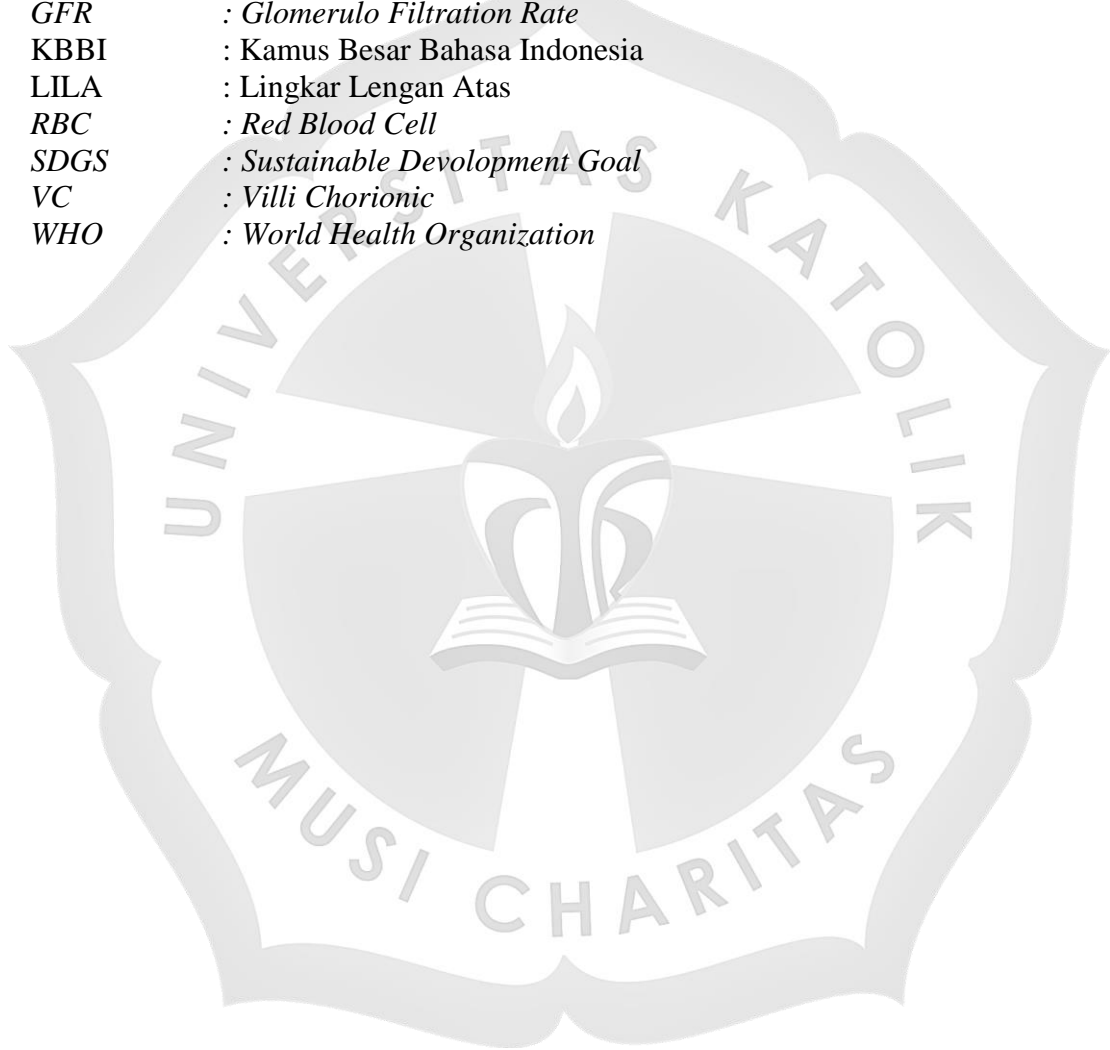 GFR : Glomerulo Filtration Rate
KBBI : Kamus Besar Bahasa Indonesia
LILA : Lingkar Lengan Atas
RBC : Red Blood Cell
SDGS : Sustainable Devolopment Goal
VC : Villi Chorionic
WHO : World Health Organization
UNIVERSITAS KATOLIK
MUSI CHARITAS